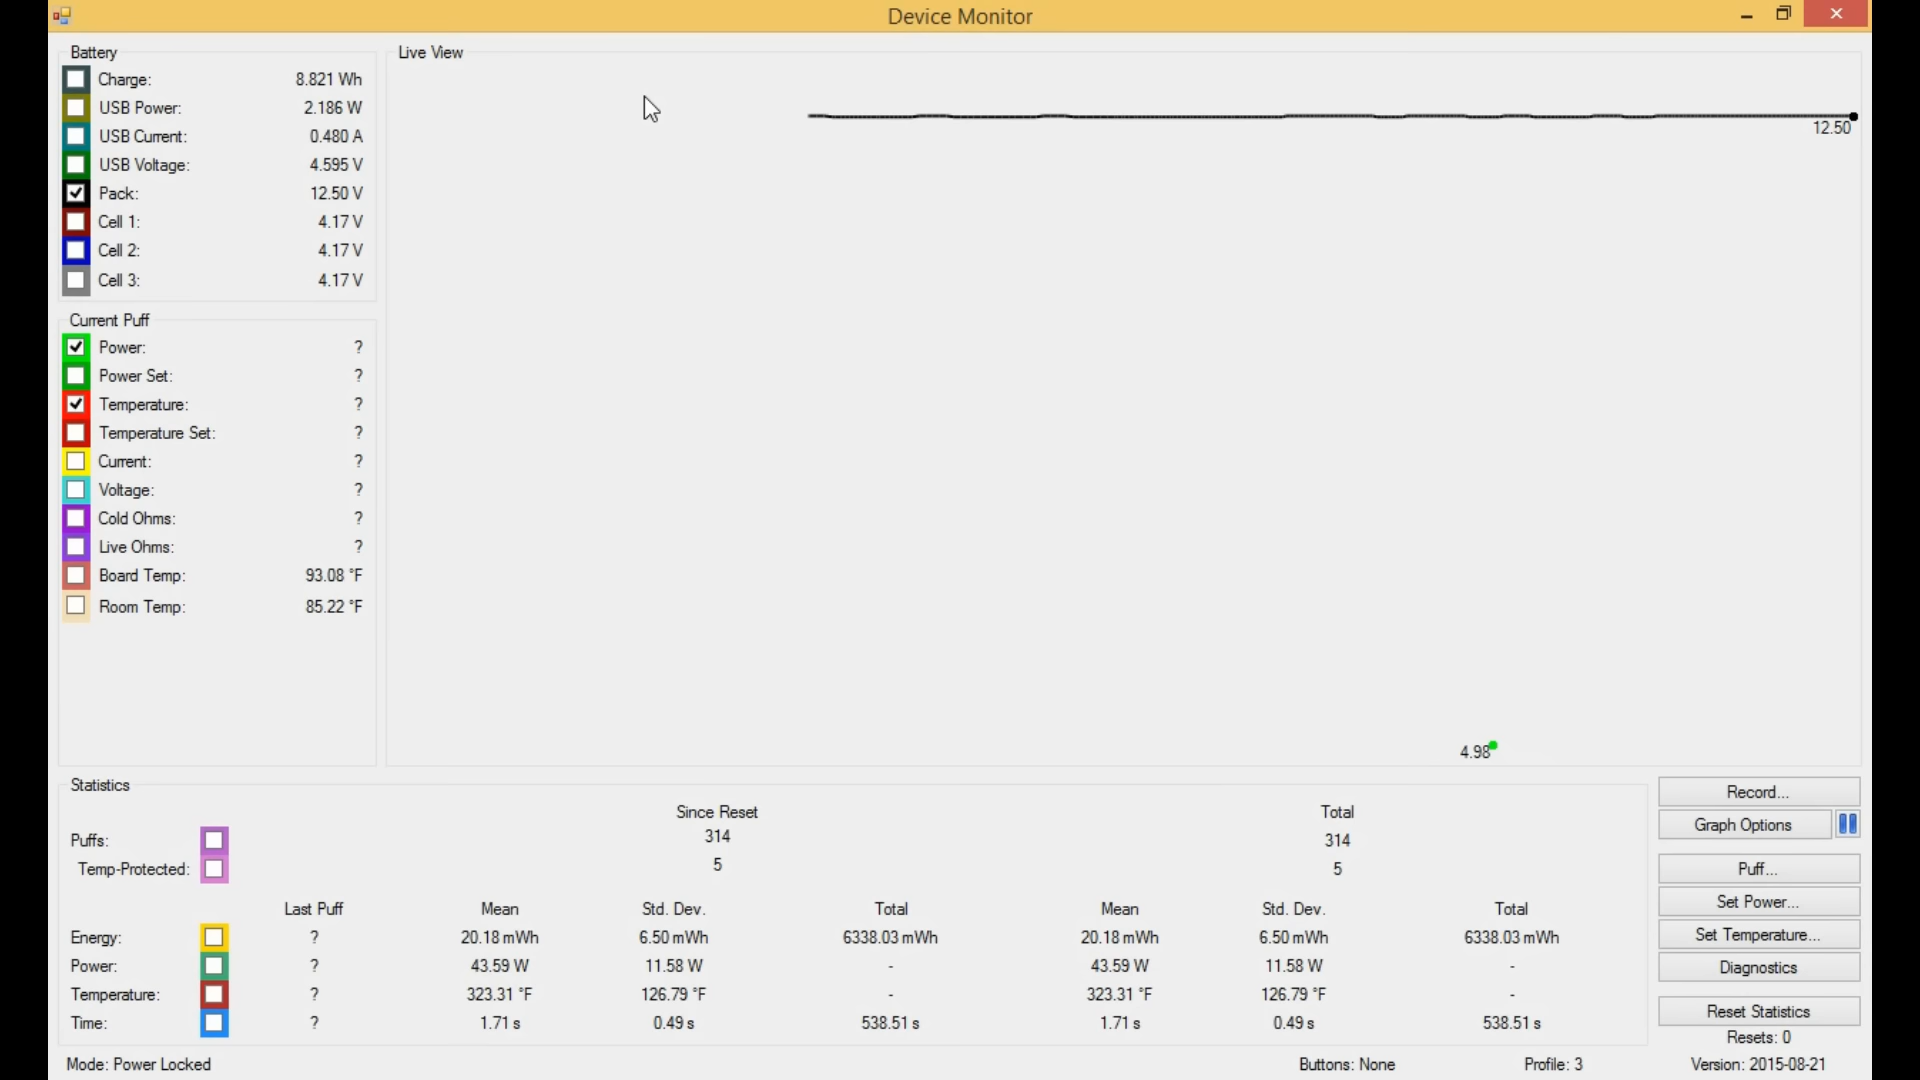 Device Monitor
Battery
Charge: 8.821 Wh
USB Power: 2.186 W
USB Current: 0.480 A
USB Voltage: 4.595 V
Pack: 12.50 V
Cell 1: 4.17 V
Cell 2: 4.17 V
Cell 3: 4.17 V
Current Puff
Power: ?
Power Set: ?
Temperature: ?
Temperature Set: ?
Current: ?
Voltage: ?
Cold Ohms: ?
Live Ohms: ?
Board Temp: 93.08 °F
Room Temp: 85.22 °F
Live View
12.50
4.98
Statistics
Since Reset Total
Puffs: 314 314
Temp-Protected: 5 5
Last Puff Mean Std. Dev. Total Mean Std. Dev. Total
Energy: ? 20.18 mWh 6.50 mWh 6338.03 mWh 20.18 mWh 6.50 mWh 6338.03 mWh
Power: ? 43.59 W 11.58 W - 43.59 W 11.58 W -
Temperature: ? 323.31 °F 126.79 °F - 323.31 °F 126.79 °F -
Time: ? 1.71 s 0.49 s 538.51 s 1.71 s 0.49 s 538.51 s
Record...
Graph Options
Puff...
Set Power...
Set Temperature...
Diagnostics
Reset Statistics
Resets: 0
Mode: Power Locked Buttons: None Profile: 3 Version: 2015-08-21